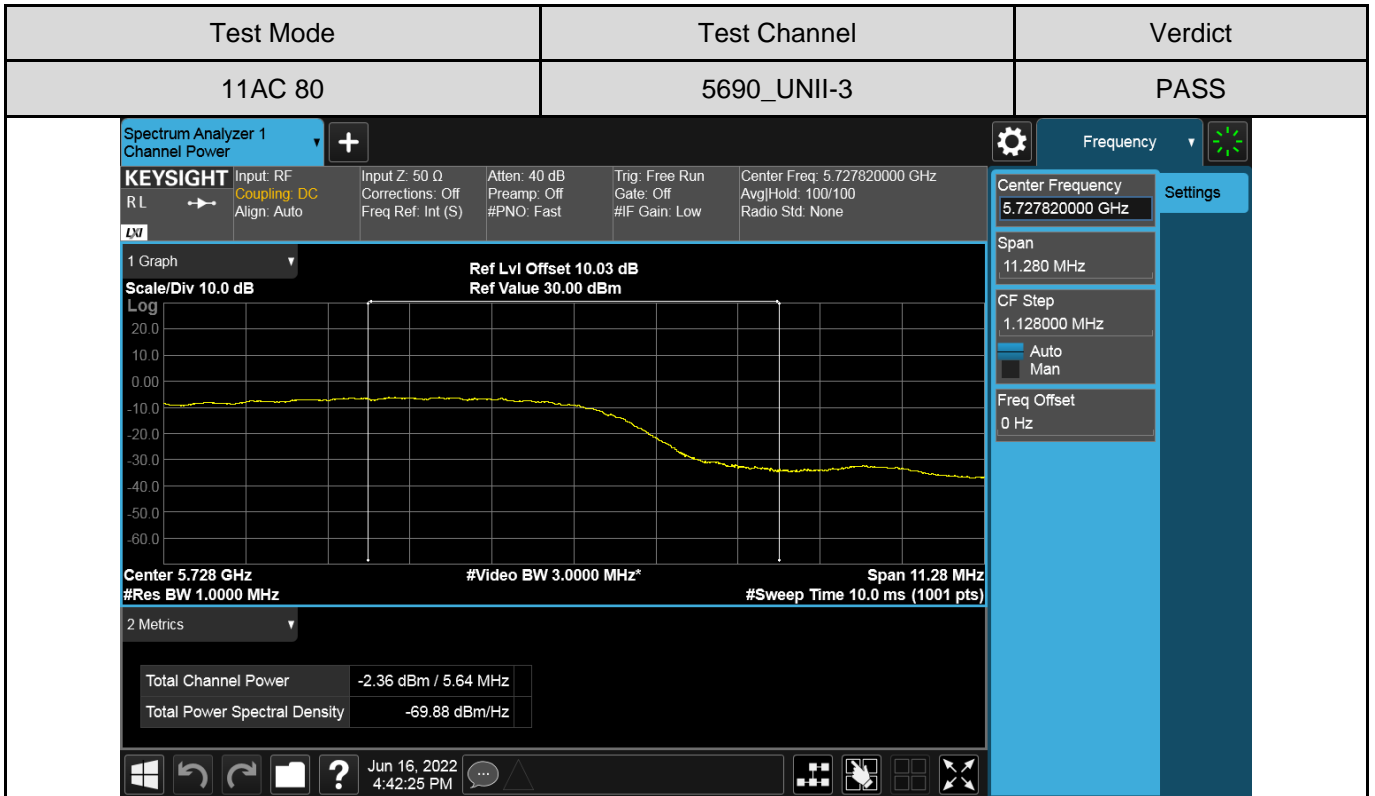 Test Mode Test Channel Verdict
11AC 80 5690_UNII-3 PASS
Spectrum Analyzer 1
Channel Power
+
Frequency
KEYSIGHT Input: RF Input Z: 50 Ω Atten: 40 dB Trig: Free Run Center Freq: 5.727820000 GHz
RL Coupling: DC Corrections: Off Preamp: Off Gate: Off Avg|Hold: 100/100
Align: Auto Freq Ref: Int (S) #PNO: Fast #IF Gain: Low Radio Std: None
LXI
Center Frequency
5.727820000 GHz
Settings
Span
11.280 MHz
CF Step
1.128000 MHz
Auto
Man
Freq Offset
0 Hz
1 Graph
Ref Lvl Offset 10.03 dB
Scale/Div 10.0 dB Ref Value 30.00 dBm
Log
20.0
10.0
0.00
-10.0
-20.0
-30.0
-40.0
-50.0
-60.0
Center 5.728 GHz #Video BW 3.0000 MHz* Span 11.28 MHz
#Res BW 1.0000 MHz #Sweep Time 10.0 ms (1001 pts)
2 Metrics
Total Channel Power -2.36 dBm / 5.64 MHz
Total Power Spectral Density -69.88 dBm/Hz
? Jun 16, 2022
4:42:25 PM